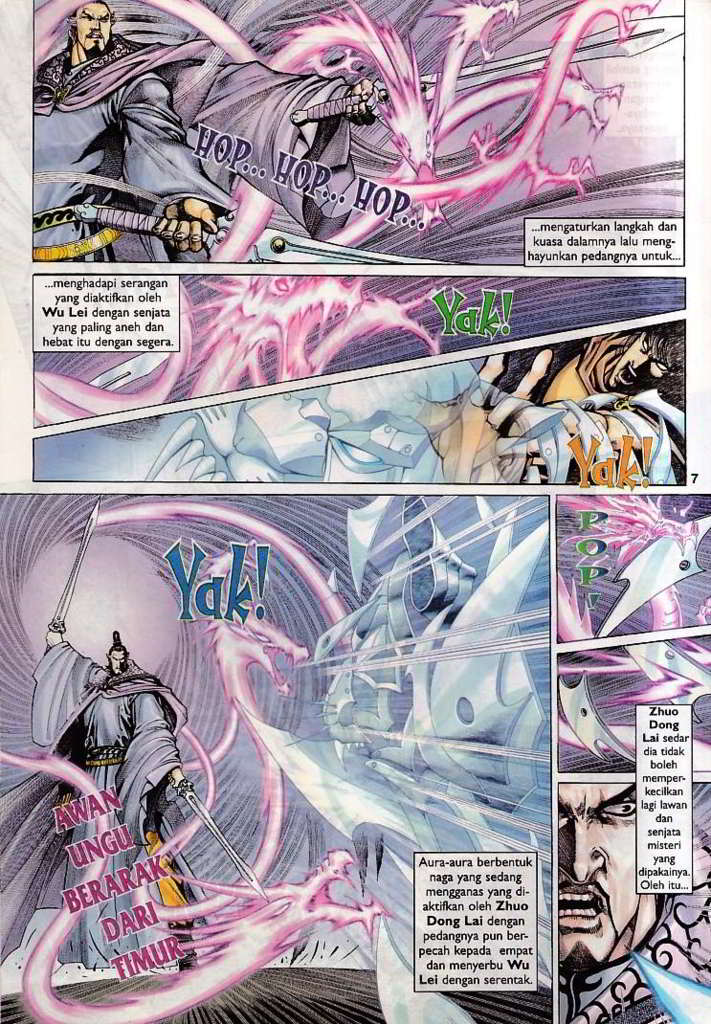 HOP... HOP... HOP...
...mengaturkan langkah dan
kuasa dalamnya lalu meng-
hayunkan pedangnya untuk...
...menghadapi serangan
yang diaktifkan oleh
Wu Lei dengan senjata
yang paling aneh dan
hebat itu dengan segera.
Yak!
Yak!
7
Yak!
AWAN
UNGU
BERARAK
DARI
TIMUR
Aura-aura berbentuk
naga yang sedang
mengganas yang di-
aktifkan oleh Zhuo
Dong Lai dengan
pedangnya pun ber-
pecah kepada empat
dan menyerbu Wu
Lei dengan serentak.
POP!
Zhuo
Dong
Lai sedar
dia tidak
boleh
memper-
kecilkan
lagi lawan
dan
senjata
misteri
yang
dipakainya.
Oleh itu...